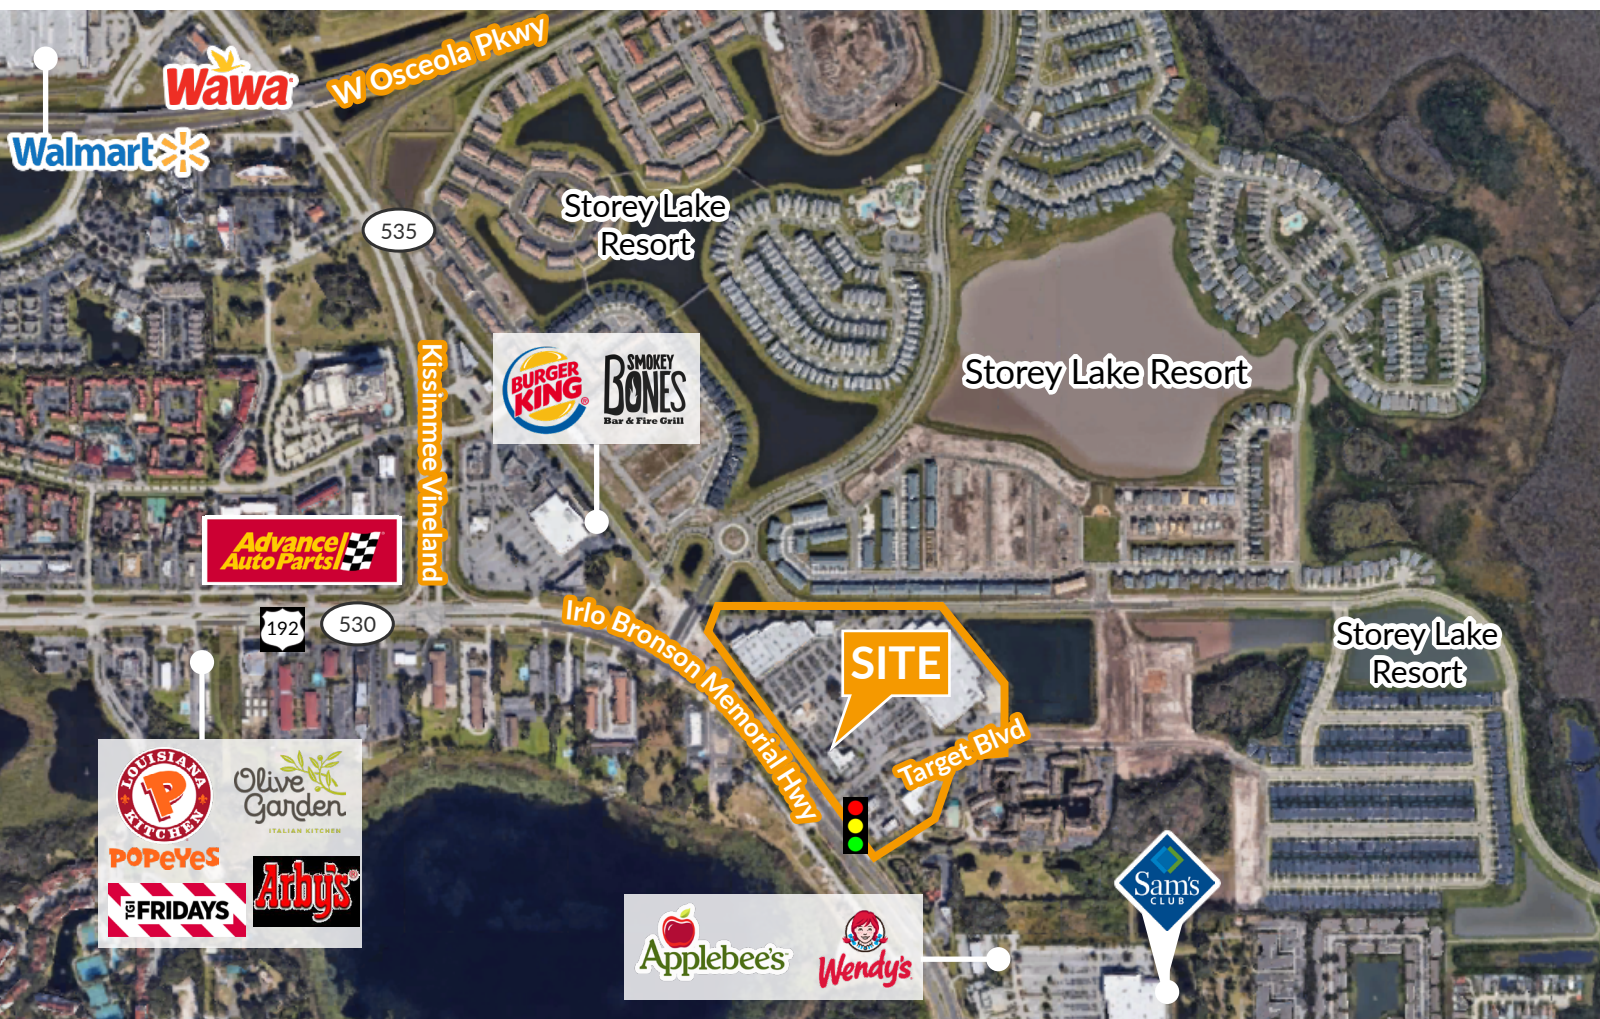 W Osceola Pkwy
Wawa
Walmart
535
Storey Lake
Resort
Storey Lake Resort
Kissimmee Vineland
BURGER
KING®
SMOKEY
BONES
Bar & Fire Grill
Advance
Auto Parts
192
530
Irlo Bronson Memorial Hwy
SITE
Target Blvd
Storey Lake
Resort
LOUISIANA
P
KITCHEN
POPEYES
Olive
Garden
ITALIAN KITCHEN
TGI FRIDAYS
Arby's®
Applebee's
Wendy's
Sam's
CLUB